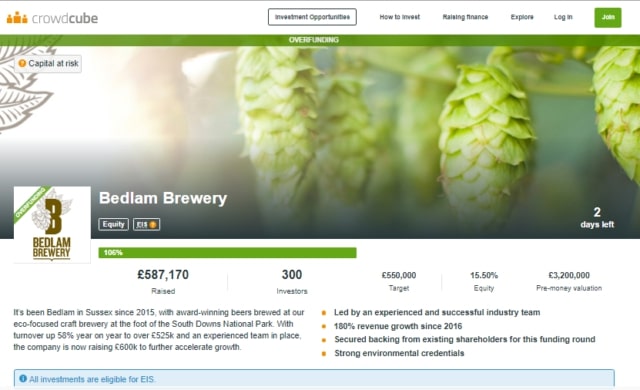 crowdcube
Investment Opportunities
How to Invest
Raising finance
Explore
Log in
Join
OVERFUNDING
Capital at risk
OVERFUNDING
B
BEDLAM
BREWERY
Bedlam Brewery
Equity
EIS
2
days left
106%
£587,170
Raised
300
Investors
£550,000
Target
15.50%
Equity
£3,200,000
Pre-money valuation
It's been Bedlam in Sussex since 2015, with award-winning beers brewed at our
eco-focused craft brewery at the foot of the South Downs National Park. With
turnover up 58% year on year to over £525k and an experienced team in place,
the company is now raising £600k to further accelerate growth.
Led by an experienced and successful industry team
180% revenue growth since 2016
Secured backing from existing shareholders for this funding round
Strong environmental credentials
All investments are eligible for EIS.